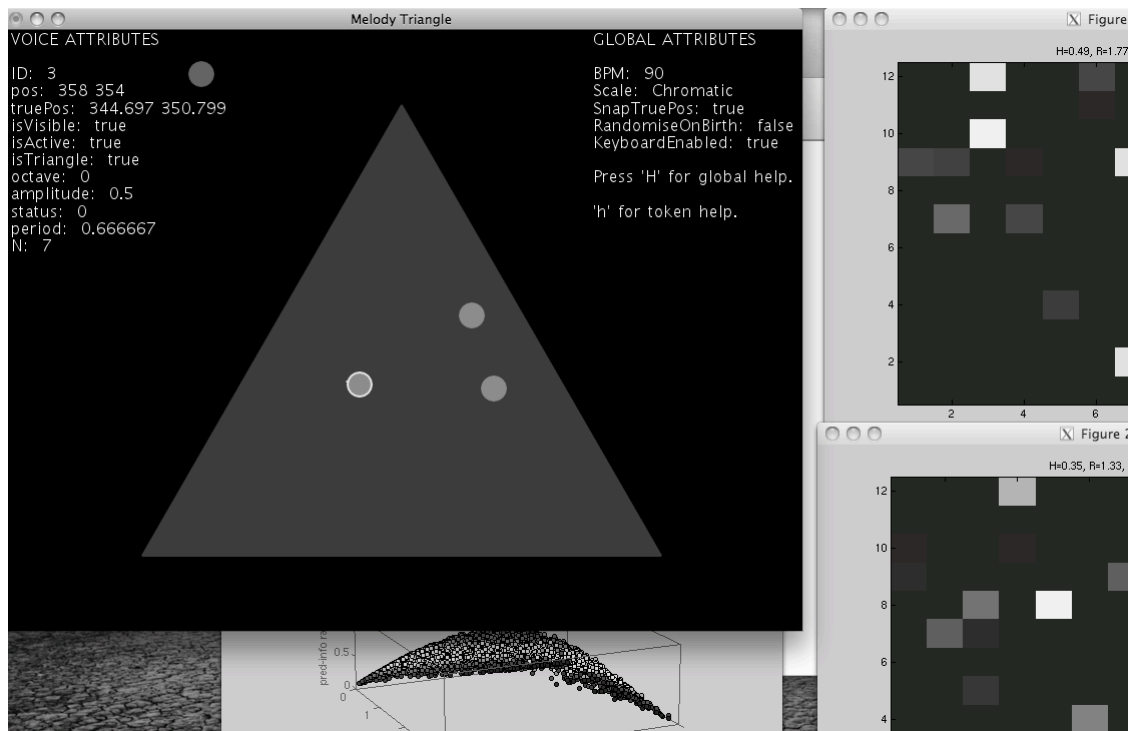 Melody Triangle
VOICE ATTRIBUTES
ID: 3
pos: 358 354
truePos: 344.697 350.799
isVisible: true
isActive: true
isTriangle: true
octave: 0
amplitude: 0.5
status: 0
period: 0.666667
N: 7
GLOBAL ATTRIBUTES
BPM: 90
Scale: Chromatic
SnapTruePos: true
RandomiseOnBirth: false
KeyboardEnabled: true
Press 'H' for global help.
'h' for token help.
X Figure
H=0.49, R=1.77
12
10
8
6
4
2
2 4 6
X Figure 2
H=0.35, R=1.33,
12
10
8
6
4
pred-info
0.5
0
0
1